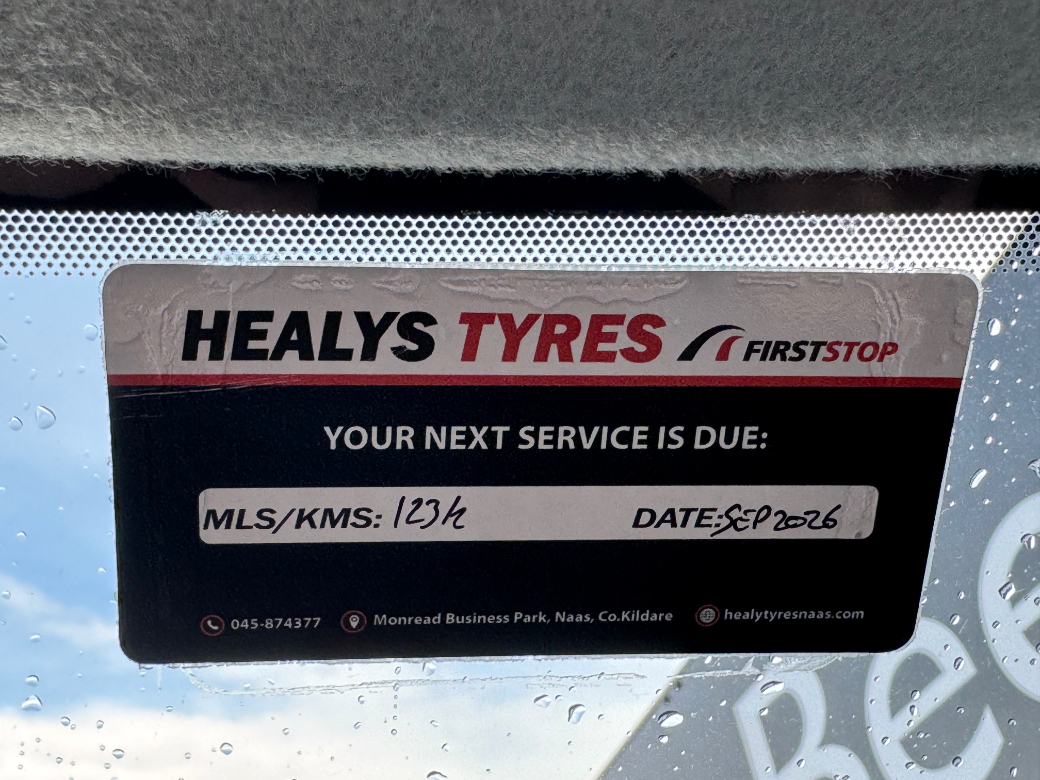 HEALYS TYRES FIRSTSTOP
YOUR NEXT SERVICE IS DUE:
MLS/KMS: 123k DATE: SEP 2026
045-874377 Monread Business Park, Naas, Co.Kildare healytyresnaas.com
Bee